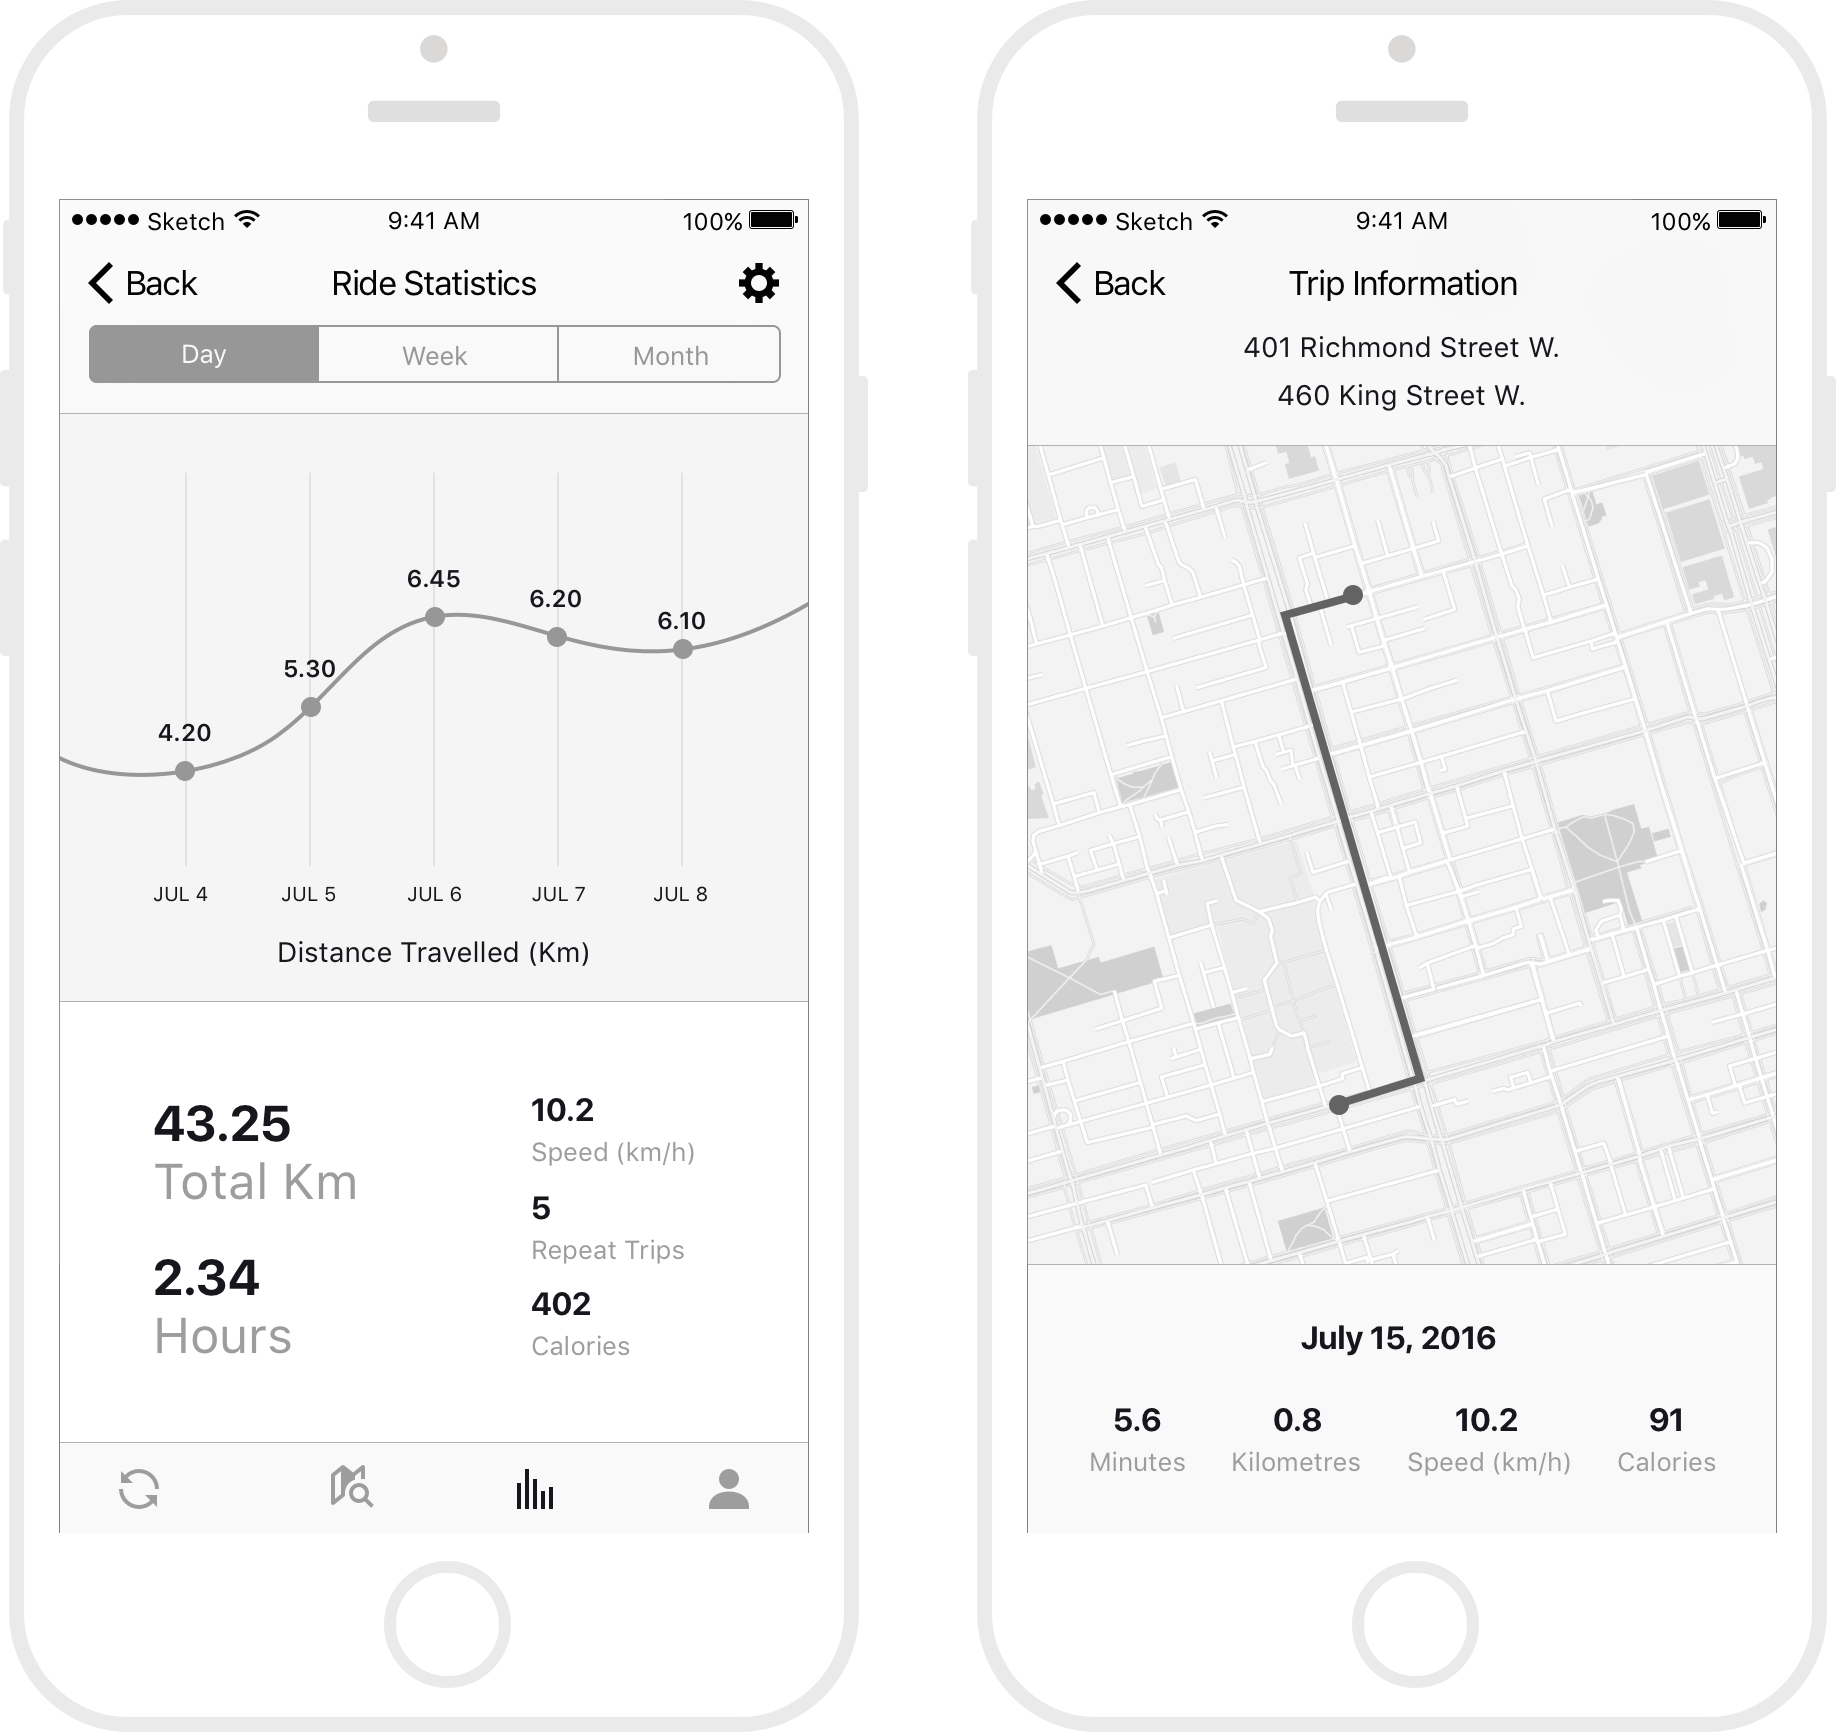 Sketch 9:41 AM 100%
Back Ride Statistics
Day Week Month
6.45
6.20
6.10
5.30
4.20
JUL 4 JUL 5 JUL 6 JUL 7 JUL 8
Distance Travelled (Km)
43.25
Total Km
2.34
Hours
10.2
Speed (km/h)
5
Repeat Trips
402
Calories
Sketch 9:41 AM 100%
Back Trip Information
401 Richmond Street W.
460 King Street W.
July 15, 2016
5.6 0.8 10.2 91
Minutes Kilometres Speed (km/h) Calories